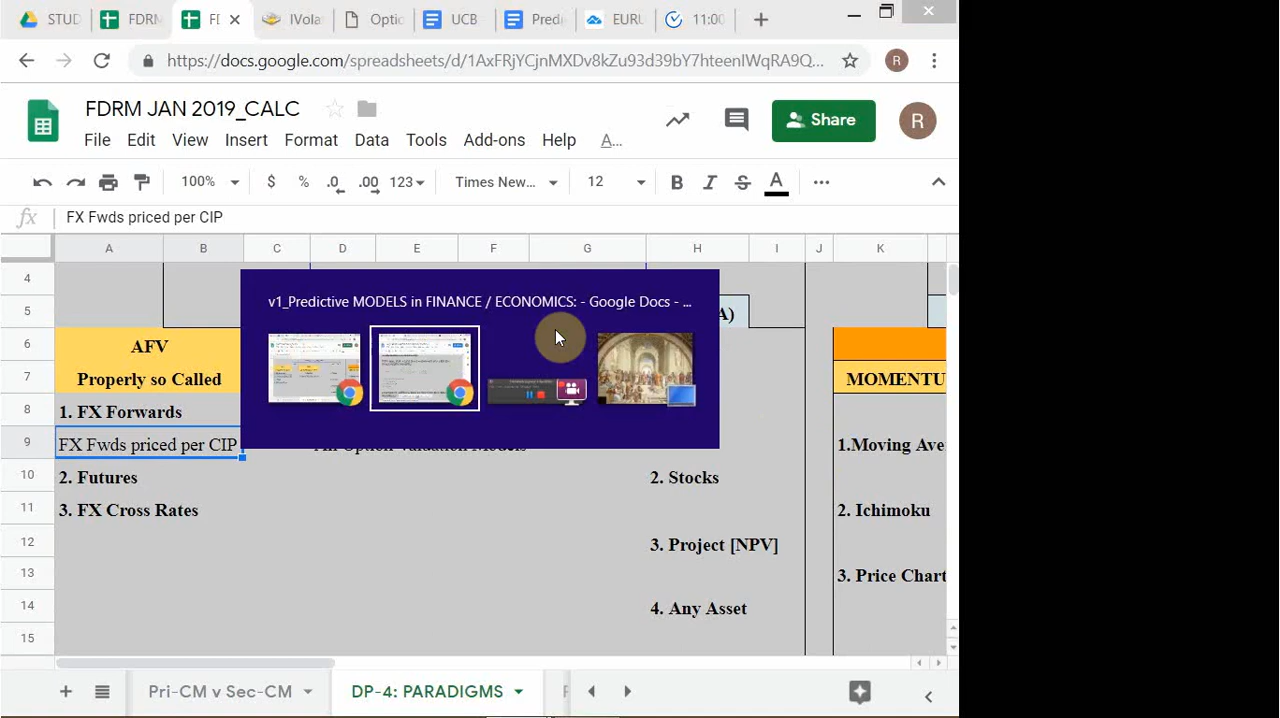 STUD
FDRM
FI
IVola
Optic
UCB
Predi
EURU
11:00
https://docs.google.com/spreadsheets/d/1AxFRjYCjnMXDv8kZu93d39bY7hteenIWqRA9Q...
R
FDRM JAN 2019_CALC
Share
R
File Edit View Insert Format Data Tools Add-ons Help A...
100% $ % .0 .00 123 Times New... 12 B I S A
fx FX Fwds priced per CIP
A B C D E F G H I J K
4
v1_Predictive MODELS in FINANCE / ECONOMICS: - Google Docs - ...
5 A)
6 AFV
7 Properly so Called MOMENTU
8 1. FX Forwards
9 FX Fwds priced per CIP 1.Moving Ave
10 2. Futures 2. Stocks
11 3. FX Cross Rates 2. Ichimoku
12 3. Project [NPV]
13 3. Price Chart
14 4. Any Asset
15
Pri-CM v Sec-CM
DP-4: PARADIGMS